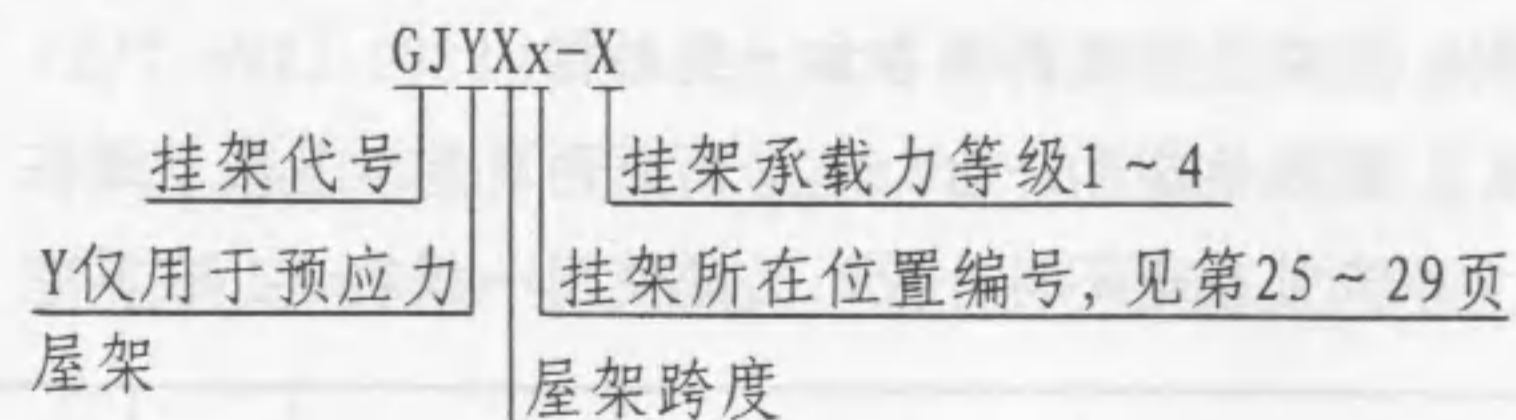 GJYXx-X
挂架代号
挂架承载力等级1~4
Y仅用于预应力
屋架
挂架所在位置编号, 见第25~29页
屋架跨度